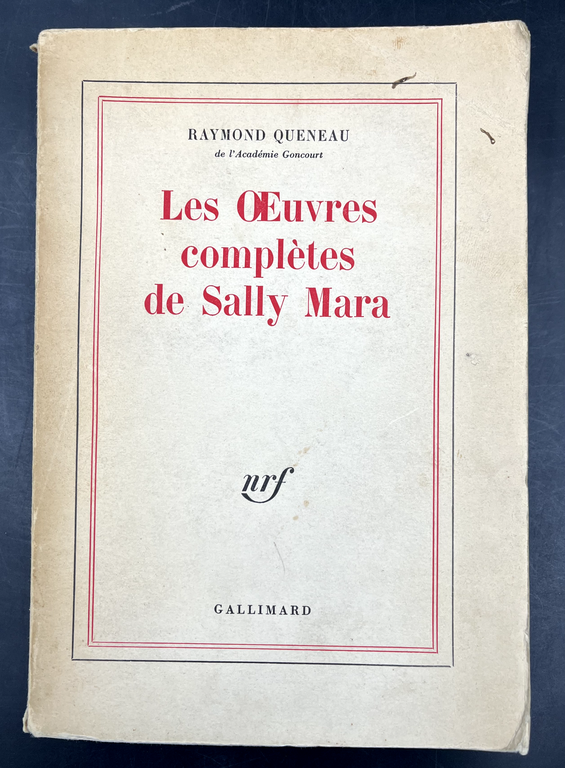 RAYMOND QUENEAU
de l'Académie Goncourt
Les Œuvres
complètes
de Sally Mara
nrf
GALLIMARD